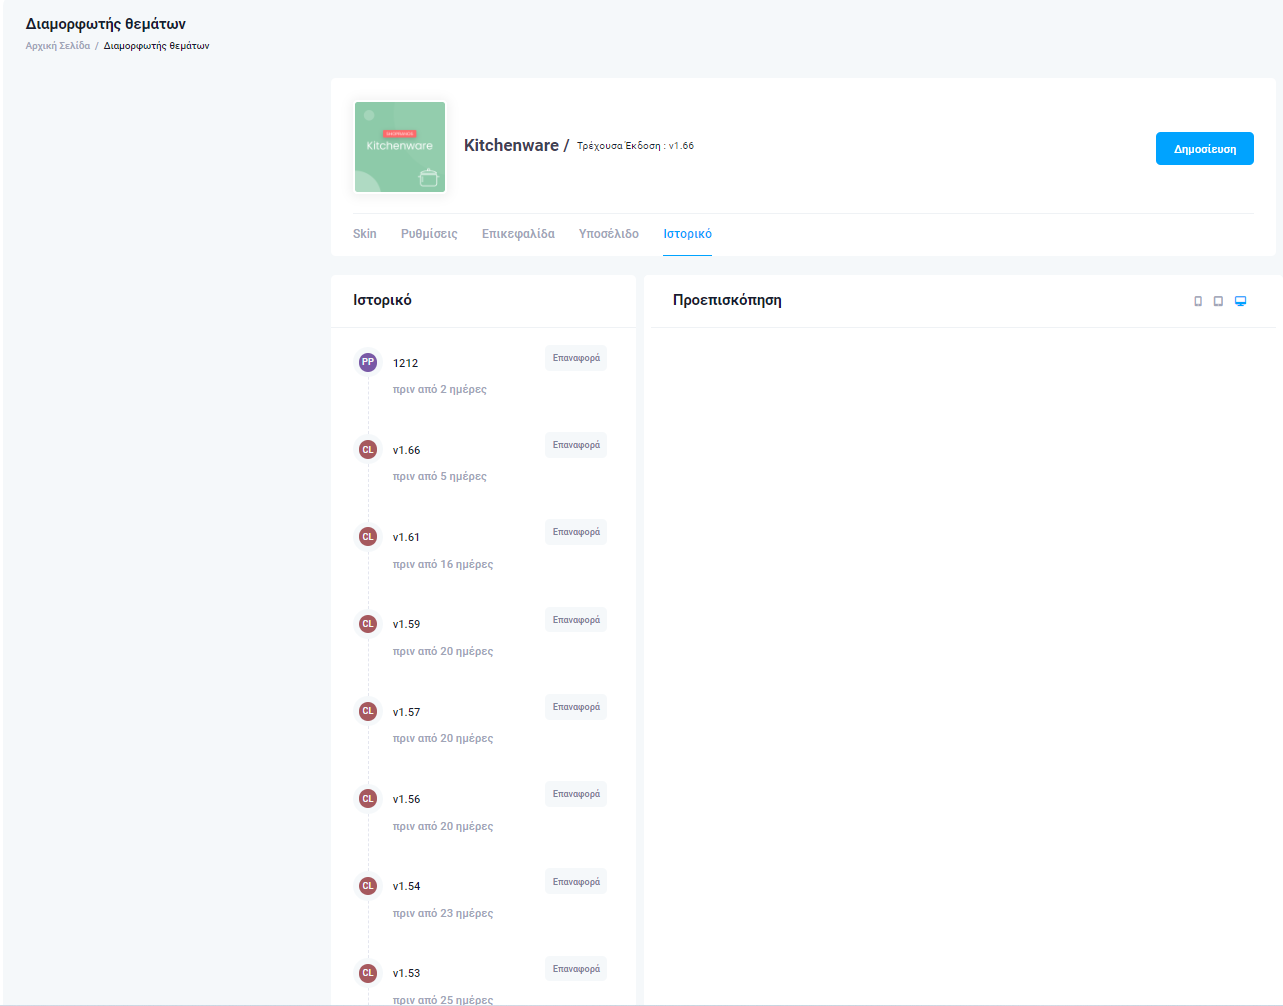 Διαμορφωτής θεμάτων
Αρχική Σελίδα / Διαμορφωτής θεμάτων
Kitchenware
Kitchenware / Τρέχουσα Έκδοση : v1.66
Δημοσίευση
Skin Ρυθμίσεις Επικεφαλίδα Υποσέλιδο Ιστορικό
Ιστορικό
PP 1212 Επαναφορά
πριν από 2 ημέρες
CL v1.66 Επαναφορά
πριν από 5 ημέρες
CL v1.61 Επαναφορά
πριν από 16 ημέρες
CL v1.59 Επαναφορά
πριν από 20 ημέρες
CL v1.57 Επαναφορά
πριν από 20 ημέρες
CL v1.56 Επαναφορά
πριν από 20 ημέρες
CL v1.54 Επαναφορά
πριν από 23 ημέρες
CL v1.53 Επαναφορά
πριν από 25 ημέρες
Προεπισκόπηση